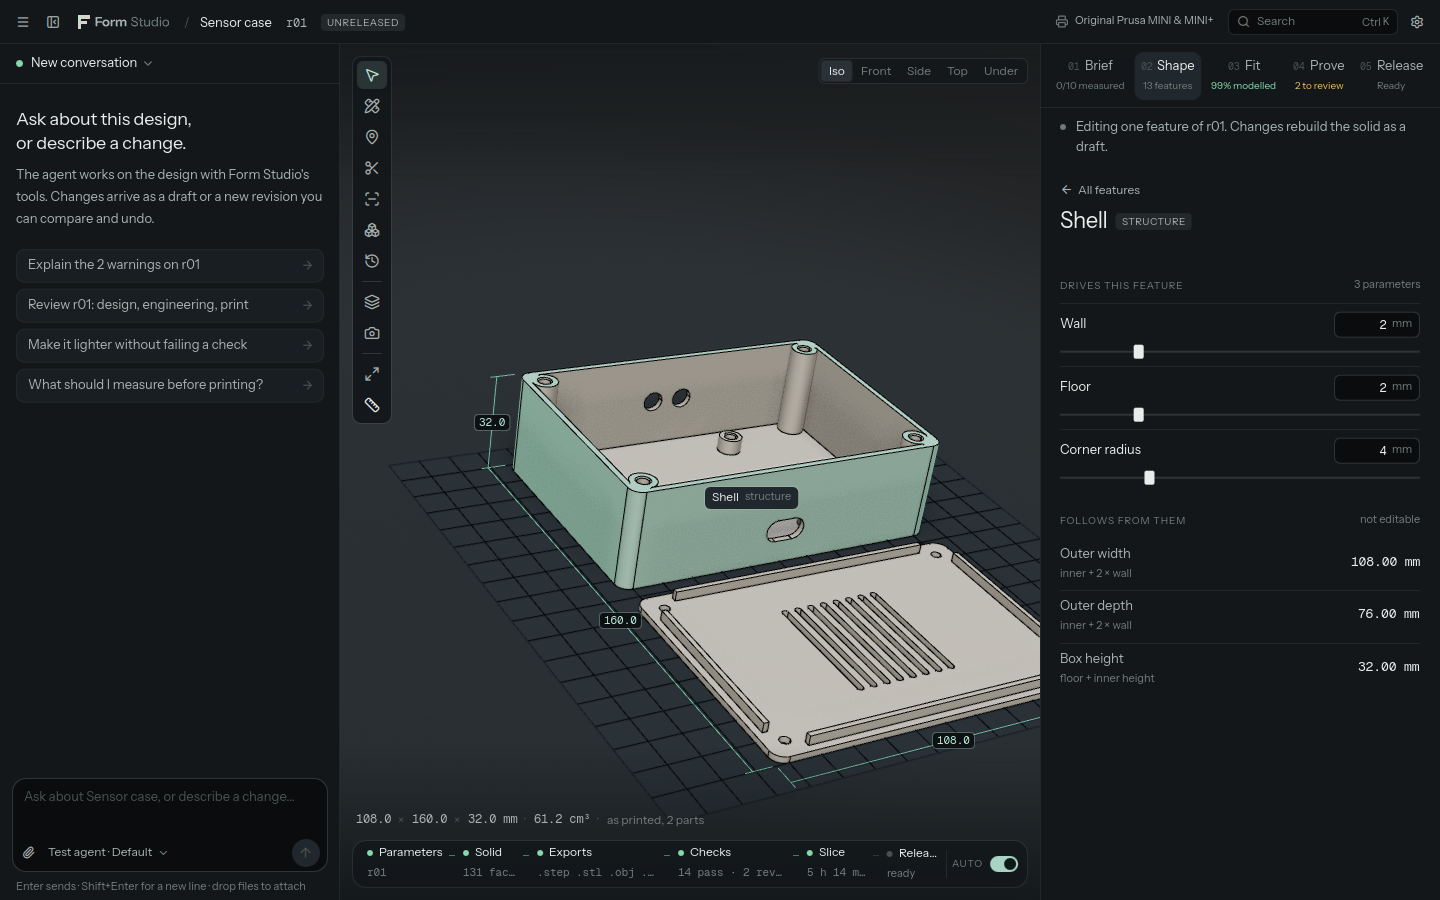 Form Studio / Sensor case r01 UNRELEASED
Original Prusa MINI & MINI+
Search Ctrl K
New conversation
Ask about this design,
or describe a change.
The agent works on the design with Form Studio's
tools. Changes arrive as a draft or a new revision you
can compare and undo.
Explain the 2 warnings on r01
Review r01: design, engineering, print
Make it lighter without failing a check
What should I measure before printing?
Ask about Sensor case, or describe a change...
Test agent · Default
Enter sends · Shift+Enter for a new line · drop files to attach
Iso Front Side Top Under
32.0
Shell structure
160.0
108.0
108.0 × 160.0 × 32.0 mm · 61.2 cm³ · as printed, 2 parts
Parameters
r01
Solid
131 fac…
Exports
.step .stl .obj .…
Checks
14 pass · 2 rev…
Slice
5 h 14 m…
Relea…
ready
AUTO
01 Brief
0/10 measured
02 Shape
13 features
03 Fit
99% modelled
04 Prove
2 to review
05 Release
Ready
Editing one feature of r01. Changes rebuild the solid as a
draft.
All features
Shell STRUCTURE
DRIVES THIS FEATURE 3 parameters
Wall 2 mm
Floor 2 mm
Corner radius 4 mm
FOLLOWS FROM THEM not editable
Outer width 108.00 mm
inner + 2 × wall
Outer depth 76.00 mm
inner + 2 × wall
Box height 32.00 mm
floor + inner height